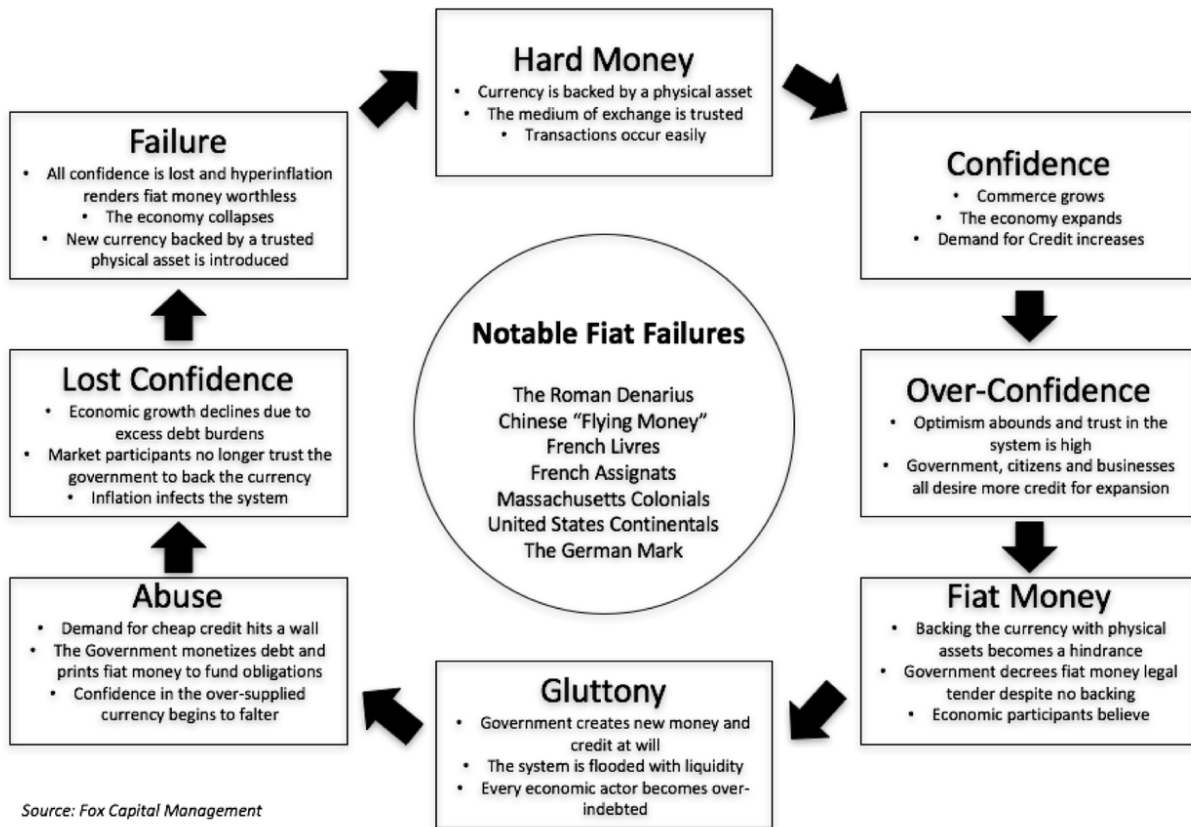 Hard Money
• Currency is backed by a physical asset
• The medium of exchange is trusted
• Transactions occur easily
Confidence
• Commerce grows
• The economy expands
• Demand for Credit increases
Over-Confidence
• Optimism abounds and trust in the
system is high
• Government, citizens and businesses
all desire more credit for expansion
Fiat Money
• Backing the currency with physical
assets becomes a hindrance
• Government decrees fiat money legal
tender despite no backing
• Economic participants believe
Gluttony
• Government creates new money and
credit at will
• The system is flooded with liquidity
• Every economic actor becomes over-
indebted
Abuse
• Demand for cheap credit hits a wall
• The Government monetizes debt and
prints fiat money to fund obligations
• Confidence in the over-supplied
currency begins to falter
Lost Confidence
• Economic growth declines due to
excess debt burdens
• Market participants no longer trust the
government to back the currency
• Inflation infects the system
Failure
• All confidence is lost and hyperinflation
renders fiat money worthless
• The economy collapses
• New currency backed by a trusted
physical asset is introduced
Notable Fiat Failures
The Roman Denarius
Chinese “Flying Money”
French Livres
French Assignats
Massachusetts Colonials
United States Continentals
The German Mark
Source: Fox Capital Management